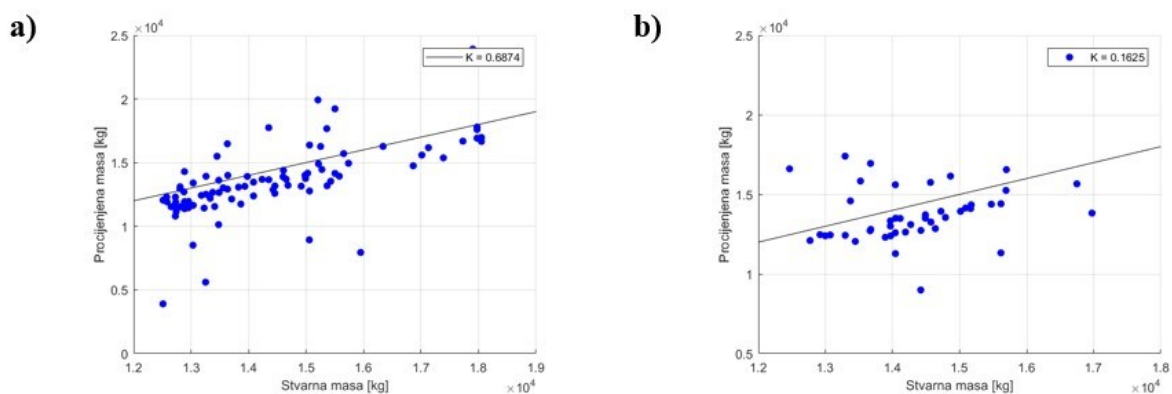 a)
×10⁴
2.5
2
1.5
1
0.5
0
Procijenjena masa [kg]
K = 0.6874
1.2 1.3 1.4 1.5 1.6 1.7 1.8 1.9
Stvarna masa [kg]
×10⁴
b)
×10⁴
2.5
2
1.5
1
0.5
Procijenjena masa [kg]
K = 0.1625
1.2 1.3 1.4 1.5 1.6 1.7 1.8
Stvarna masa [kg]
×10⁴